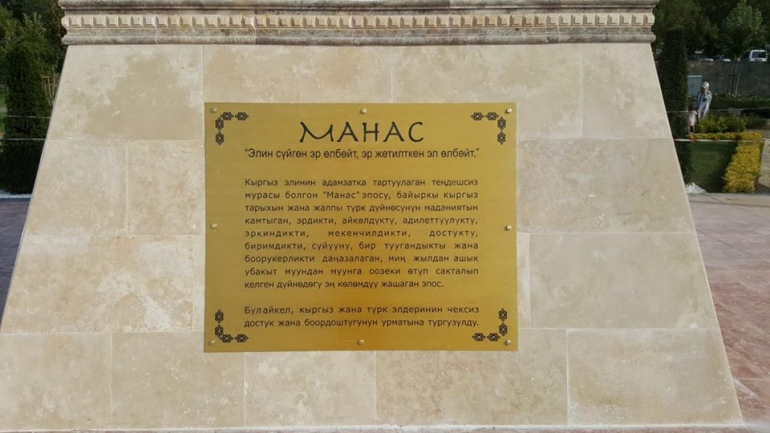 МАНАС
"Элин сүйгөн эр өлбөйт, эр жетилткен эл өлбөйт."
Кыргыз элинин адамзатка тартуулаган теңдешсиз
мурасы болгон "Манас" эпосу, байыркы кыргыз
тарыхын жана жалпы түрк дүйнөсүнүн маданиятын
камтыган, эрдикти, айкөлдүктү, адилеттүүлүктү,
эркиндикти, мекенчилдикти, достукту,
биримдикти, сүйүүнү, бир туугандыкты жана
боорукерликти даңазалаган, миң жылдан ашык
убакыт муундан муунга оозеки өтүп сакталып
келген дүйнөдөгү эң көлөмдүү жашаган эпос.
Бул айкел, кыргыз жана түрк элдеринин чексиз
достук жана боордоштугунун урматына тургузулду.